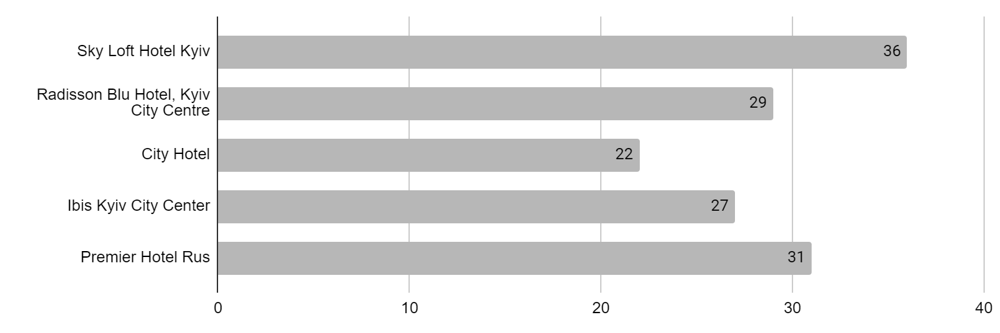 Sky Loft Hotel Kyiv
36
Radisson Blu Hotel, Kyiv
City Centre
29
City Hotel
22
Ibis Kyiv City Center
27
Premier Hotel Rus
31
0
10
20
30
40